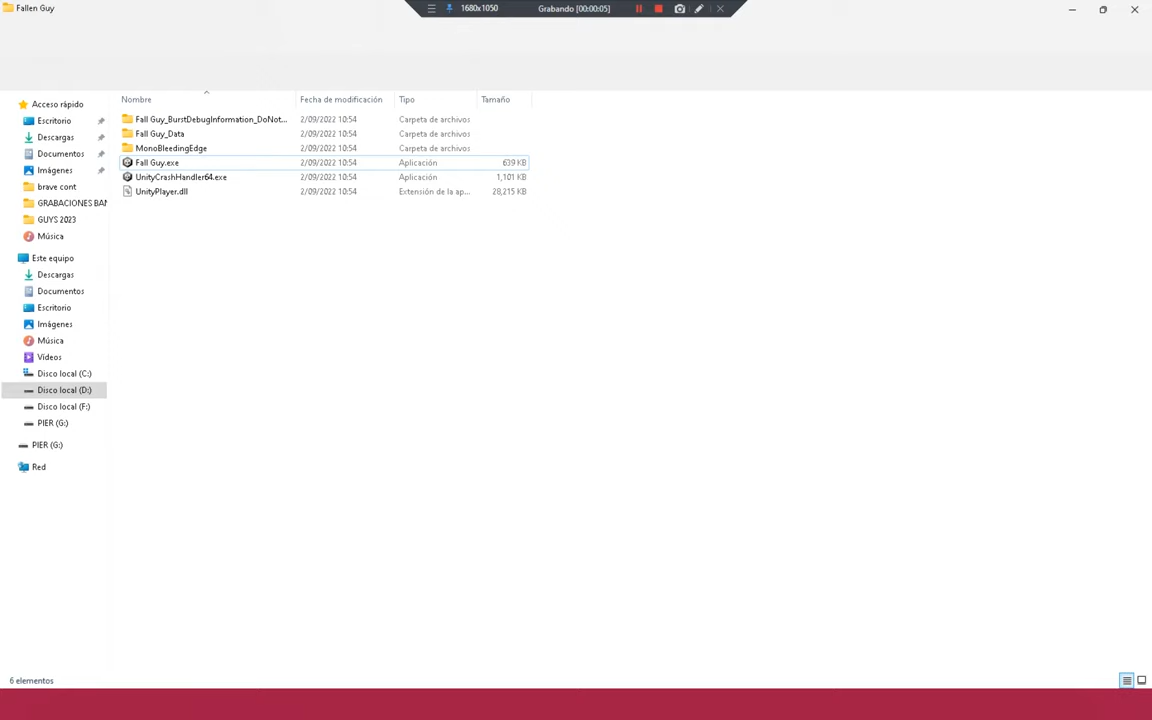 Fallen Guy
1680x1050 Grabando [00:00:05]
Nombre Fecha de modificación Tipo Tamaño
Acceso rápido
Escritorio
Descargas
Documentos
Imágenes
brave cont
GRABACIONES BAN
GUYS 2023
Música
Este equipo
Descargas
Documentos
Escritorio
Imágenes
Música
Vídeos
Disco local (C:)
Disco local (D:)
Disco local (F:)
PIER (G:)
PIER (G:)
Red
Fall Guy_BurstDebugInformation_DoNot... 2/09/2022 10:54 Carpeta de archivos
Fall Guy_Data 2/09/2022 10:54 Carpeta de archivos
MonoBleedingEdge 2/09/2022 10:54 Carpeta de archivos
Fall Guy.exe 2/09/2022 10:54 Aplicación 639 KB
UnityCrashHandler64.exe 2/09/2022 10:54 Aplicación 1,101 KB
UnityPlayer.dll 2/09/2022 10:54 Extensión de la ap... 28,215 KB
6 elementos